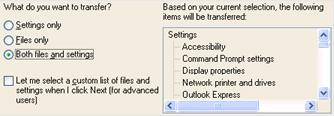 What do you want to transfer?
Settings only
Files only
Both files and settings
Let me select a custom list of files and
settings when I click Next (for advanced
users)
Based on your current selection, the following
items will be transferred:
Settings
Accessibility
Command Prompt settings
Display properties
Network printer and drives
Outlook Express